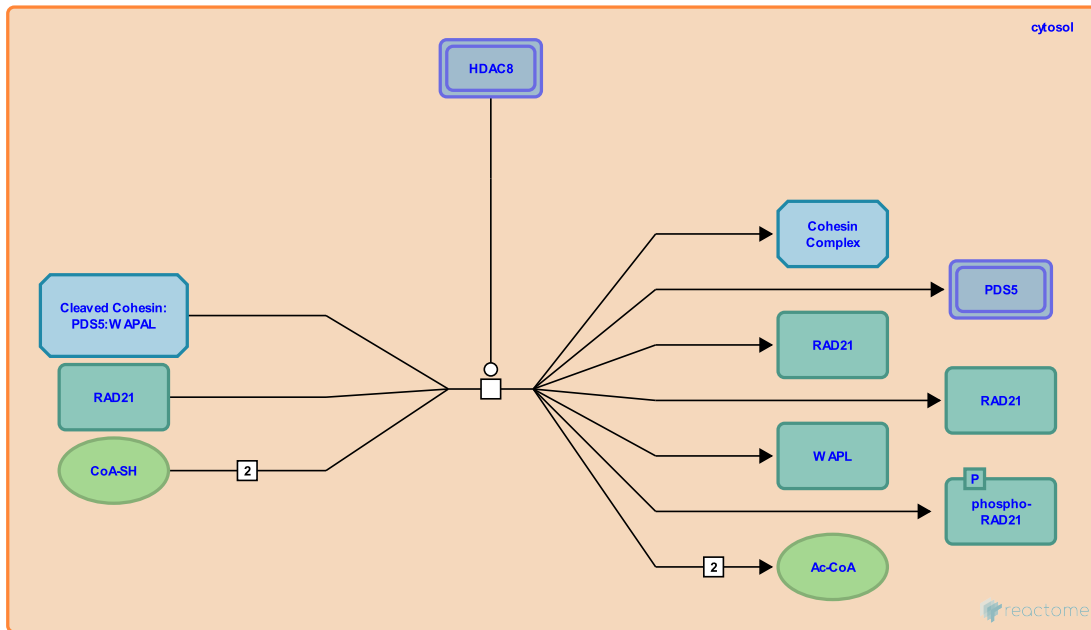 cytosol
HDAC8
Cohesin
Complex
PDS5
Cleaved Cohesin:
PDS5:WAPAL
RAD21
RAD21
RAD21
WAPL
CoA-SH
2
P
phospho-
RAD21
2
Ac-CoA
reactome